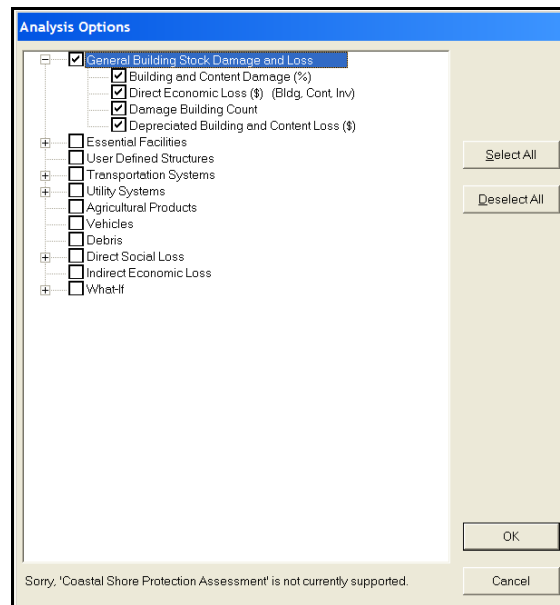 Analysis Options
General Building Stock Damage and Loss
Building and Content Damage (%)
Direct Economic Loss ($) (Bldg, Cont, Inv)
Damage Building Count
Depreciated Building and Content Loss ($)
Essential Facilities
User Defined Structures
Transportation Systems
Utility Systems
Agricultural Products
Vehicles
Debris
Direct Social Loss
Indirect Economic Loss
What-If
Select All
Deselect All
OK
Sorry, 'Coastal Shore Protection Assessment' is not currently supported.
Cancel